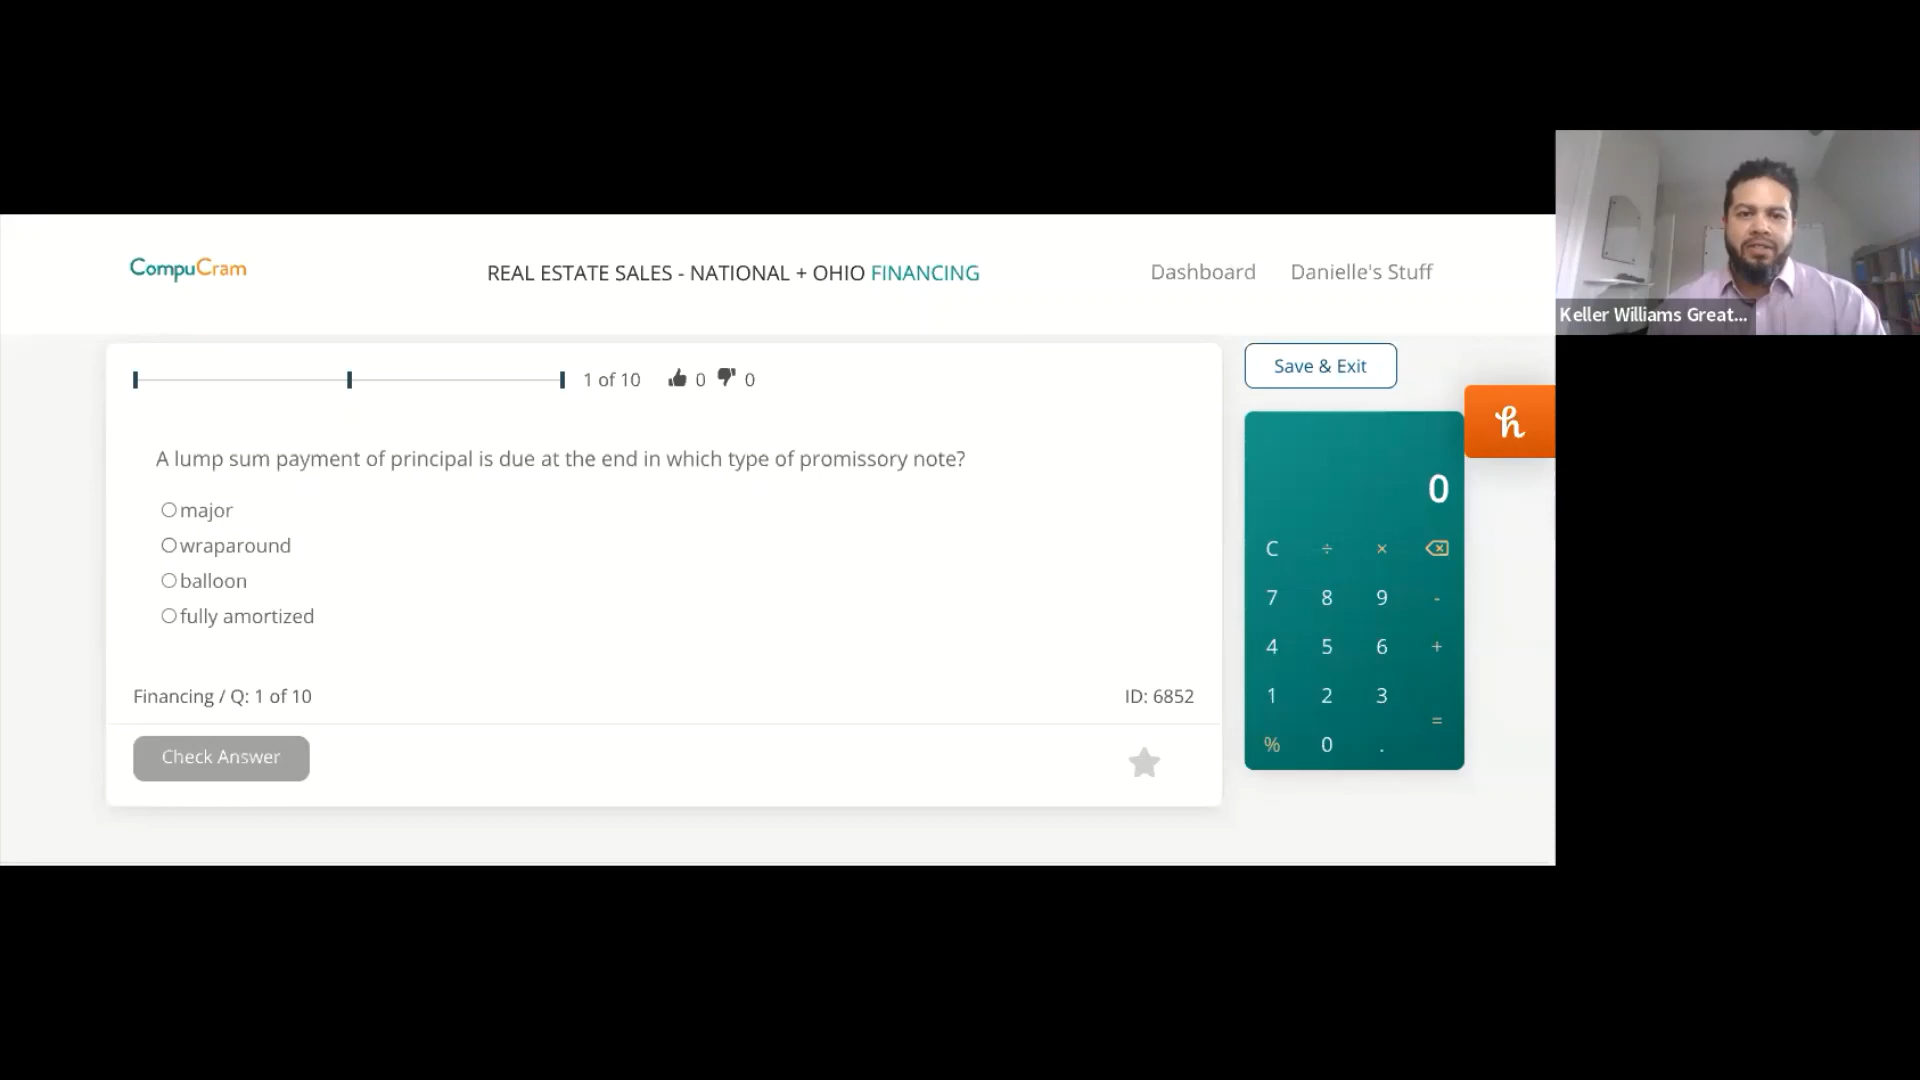 CompuCram
REAL ESTATE SALES - NATIONAL + OHIO FINANCING
Dashboard
Danielle's Stuff
Keller Williams Great...
1 of 10
0
0
Save & Exit
A lump sum payment of principal is due at the end in which type of promissory note?
major
wraparound
balloon
fully amortized
Financing / Q: 1 of 10
ID: 6852
Check Answer
h
0
C ÷ ×
7 8 9 -
4 5 6 +
1 2 3
=
% 0 .